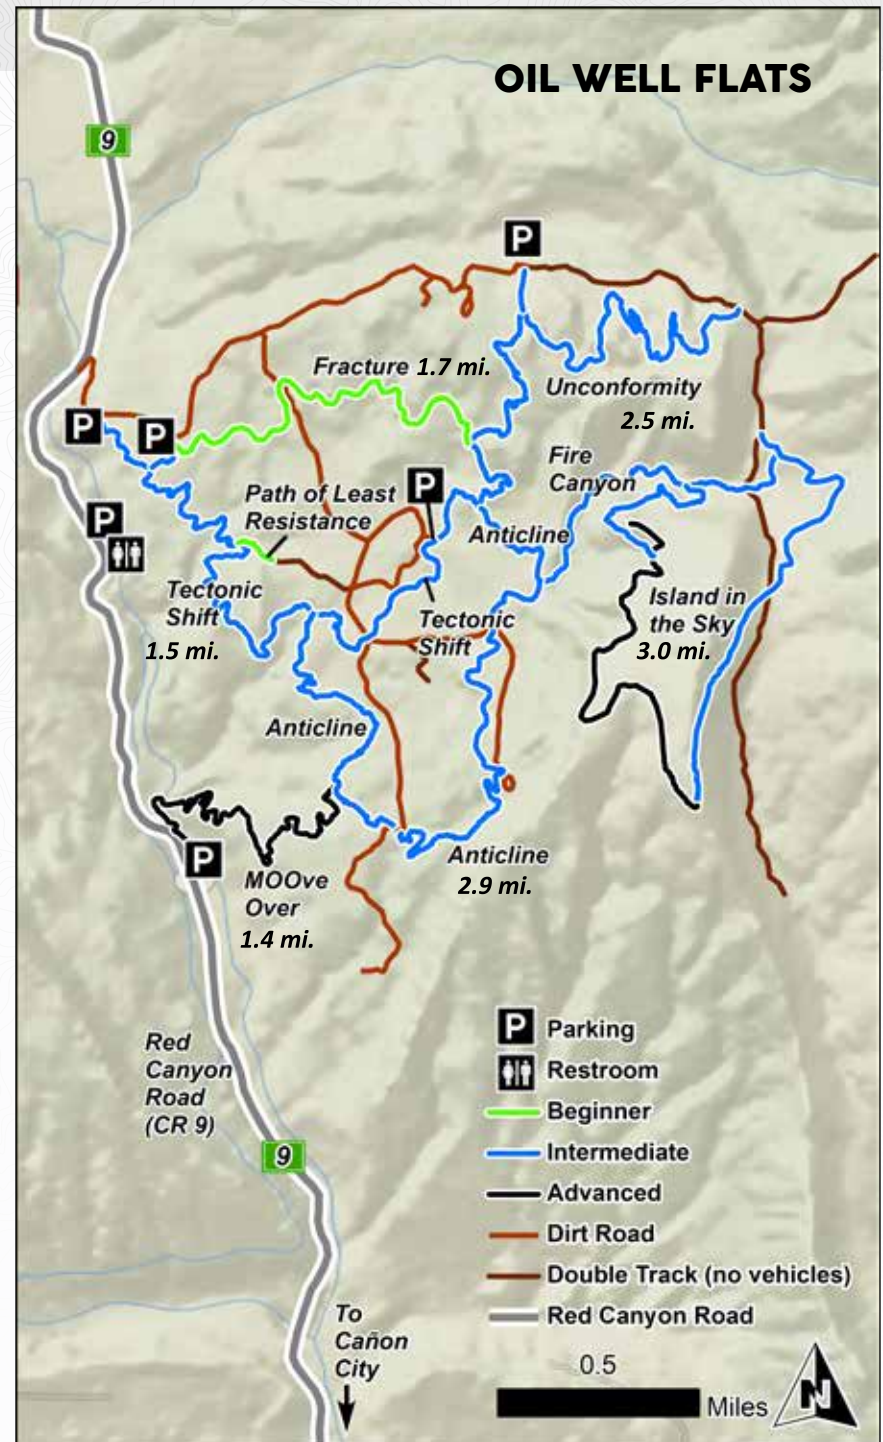 OIL WELL FLATS
9
P
Fracture 1.7 mi.
Unconformity
2.5 mi.
P
P
Fire
Canyon
P
Path of Least
Resistance
P
Anticline
Tectonic
Shift
1.5 mi.
Tectonic
Shift
Island in
the Sky
3.0 mi.
Anticline
P
Anticline
2.9 mi.
MOOve
Over
1.4 mi.
Red
Canyon
Road
(CR 9)
9
To
Cañon
City
P Parking
Restroom
Beginner
Intermediate
Advanced
Dirt Road
Double Track (no vehicles)
Red Canyon Road
0.5
Miles
N